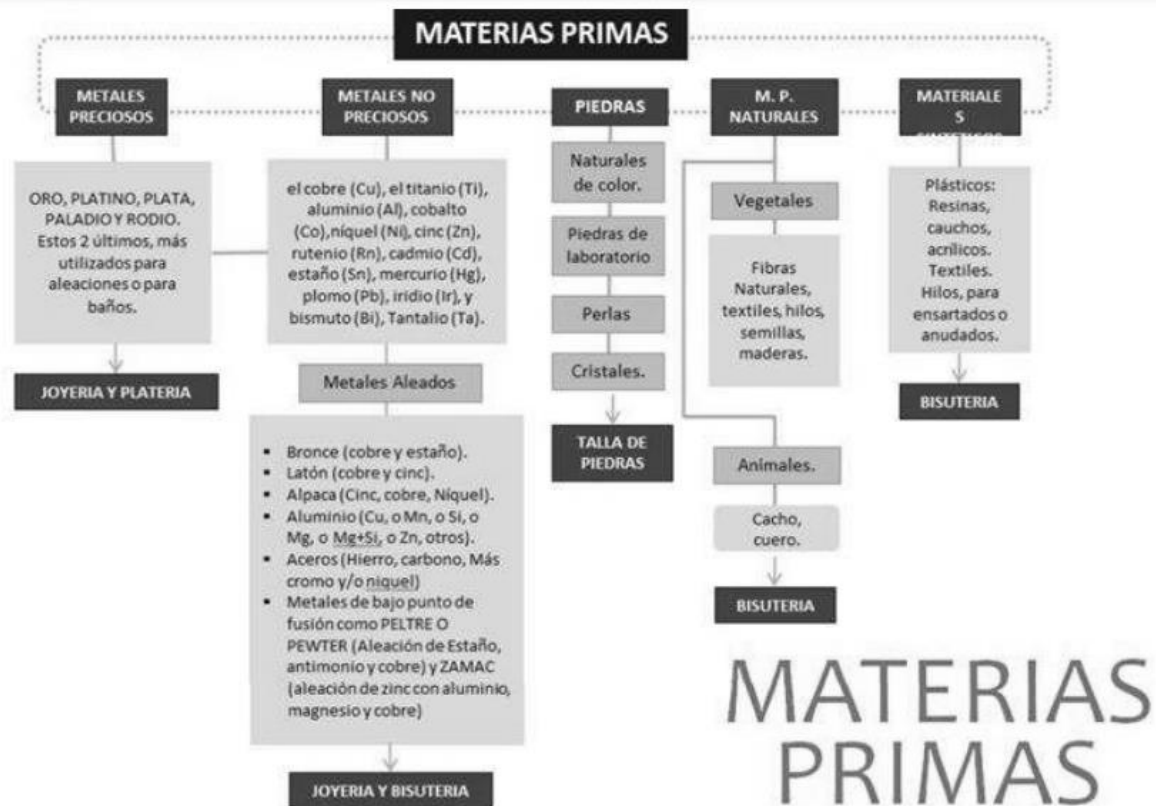 MATERIAS PRIMAS
METALES
PRECIOSOS
ORO, PLATINO, PLATA,
PALADIO Y RODIO.
Estos 2 últimos, más
utilizados para
aleaciones o para
baños.
JOYERIA Y PLATERIA
METALES NO
PRECIOSOS
el cobre (Cu), el titanio (Ti),
aluminio (Al), cobalto
(Co),níquel (Ni), cinc (Zn),
rutenio (Rn), cadmio (Cd),
estaño (Sn), mercurio (Hg),
plomo (Pb), iridio (Ir), y
bismuto (Bi), Tantalio (Ta).
Metales Aleados
▪ Bronce (cobre y estaño).
▪ Latón (cobre y cinc).
▪ Alpaca (Cinc, cobre, Níquel).
▪ Aluminio (Cu, o Mn, o Si, o
Mg, o Mg+Si, o Zn, otros).
▪ Aceros (Hierro, carbono, Más
cromo y/o niquel)
▪ Metales de bajo punto de
fusión como PELTRE O
PEWTER (Aleación de Estaño,
antimonio y cobre) y ZAMAC
(aleación de zinc con aluminio,
magnesio y cobre)
JOYERIA Y BISUTERIA
PIEDRAS
Naturales
de color.
Piedras de
laboratorio
Perlas
Cristales.
TALLA DE
PIEDRAS
M. P.
NATURALES
Vegetales
Fibras
Naturales,
textiles, hilos,
semillas,
maderas.
Animales.
Cacho,
cuero.
BISUTERIA
MATERIALE
S
Plásticos:
Resinas,
cauchos,
acrílicos.
Textiles.
Hilos, para
ensartados o
anudados.
BISUTERIA
MATERIAS
PRIMAS